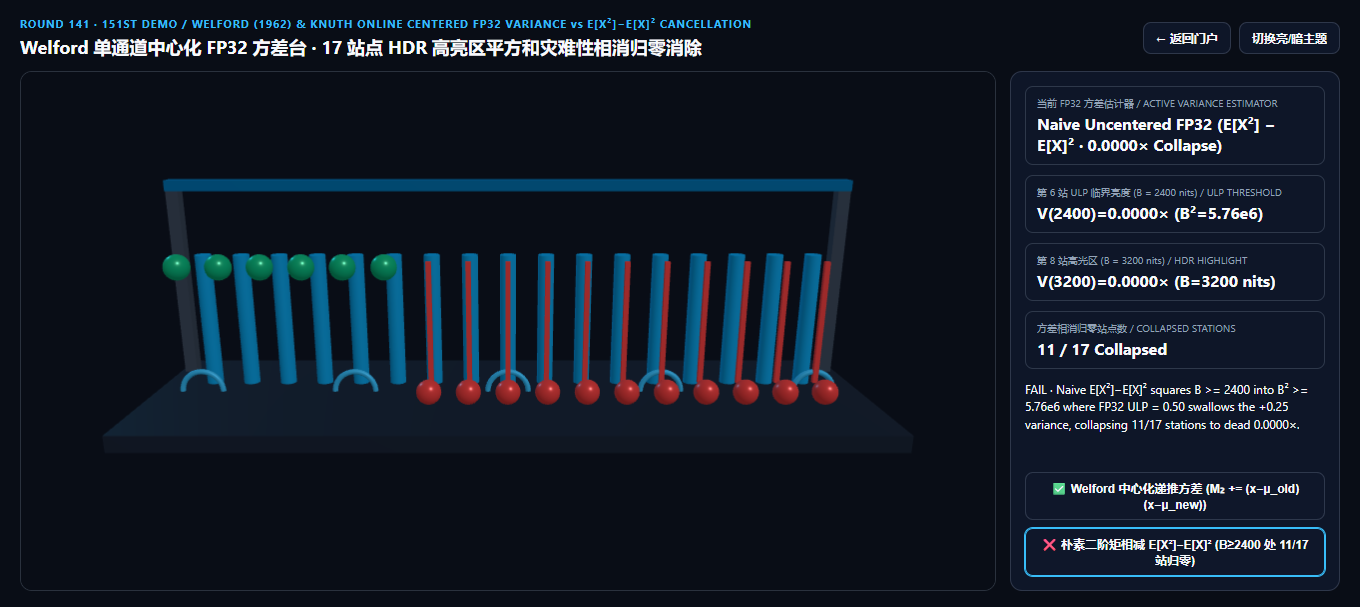 ROUND 141 · 151ST DEMO / WELFORD (1962) & KNUTH ONLINE CENTERED FP32 VARIANCE vs E[X²]−E[X]² CANCELLATION
Welford 单通道中心化 FP32 方差台 · 17 站点 HDR 高亮区平方和灾难性相消归零消除
← 返回门户
切换亮/暗主题
当前 FP32 方差估计器 / ACTIVE VARIANCE ESTIMATOR
Naive Uncentered FP32 (E[X²] −
E[X]² · 0.0000× Collapse)
第 6 站 ULP 临界亮度 (B = 2400 nits) / ULP THRESHOLD
V(2400)=0.0000× (B²=5.76e6)
第 8 站高光区 (B = 3200 nits) / HDR HIGHLIGHT
V(3200)=0.0000× (B=3200 nits)
方差相消归零站点数 / COLLAPSED STATIONS
11 / 17 Collapsed
FAIL · Naive E[X²]−E[X]² squares B >= 2400 into B² >=
5.76e6 where FP32 ULP = 0.50 swallows the +0.25
variance, collapsing 11/17 stations to dead 0.0000×.
✅ Welford 中心化递推方差 (M₂ += (x−μ_old)
(x−μ_new))
❌ 朴素二阶矩相减 E[X²]−E[X]² (B≥2400 处 11/17
站归零)